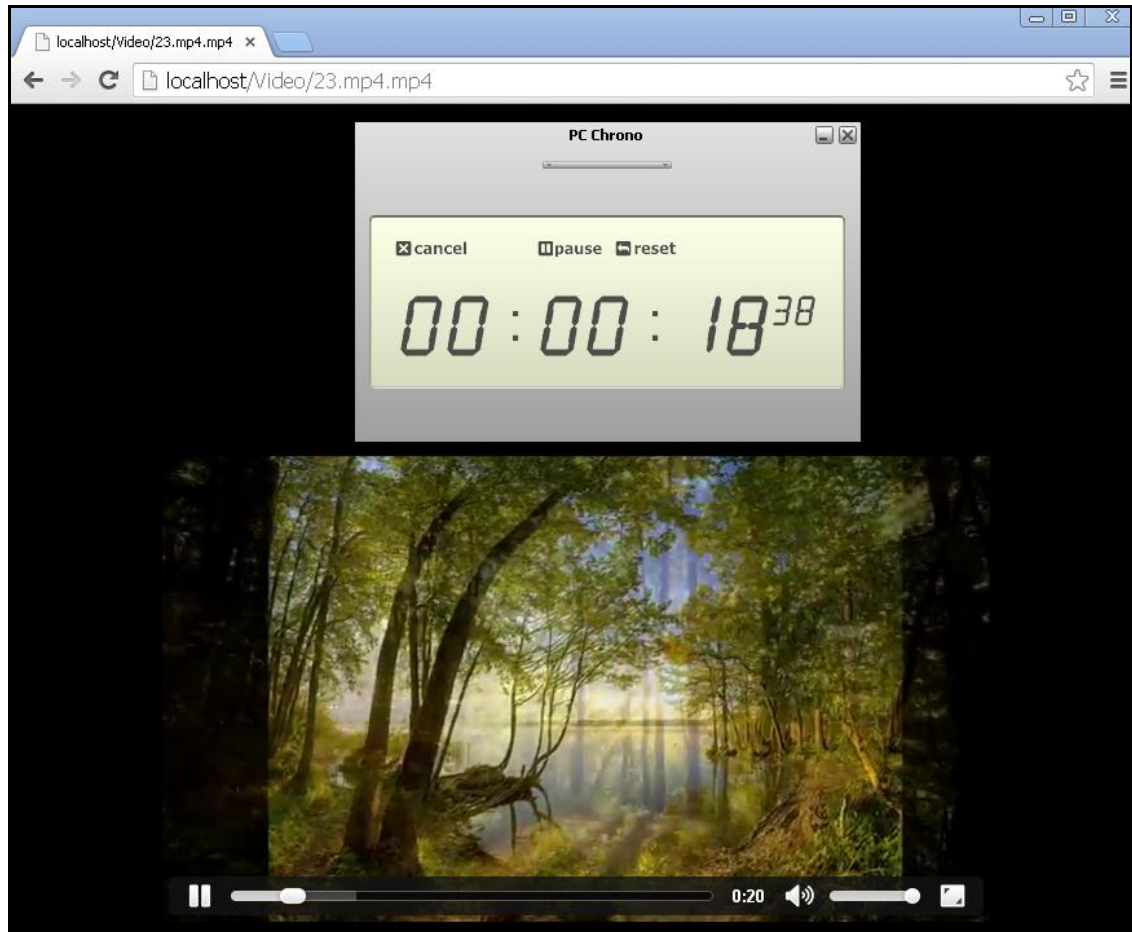 localhost/Video/23.mp4.mp4
localhost/Video/23.mp4.mp4
PC Chrono
cancel pause reset
00 : 00 : 18 38
0:20